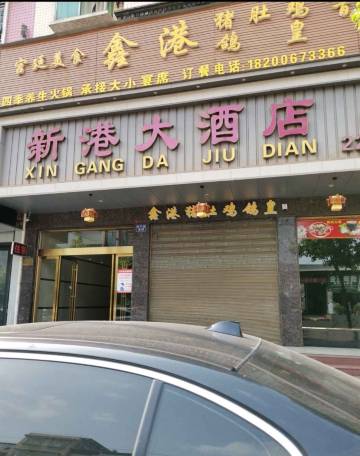 宫廷美食 鑫港 猪肚鸡
鸽皇
四季养生火锅 承接大小宴席 订餐电话·18200673366
新港大酒店
XIN GANG DA JIU DIAN
鑫港猪肚鸡鸽皇